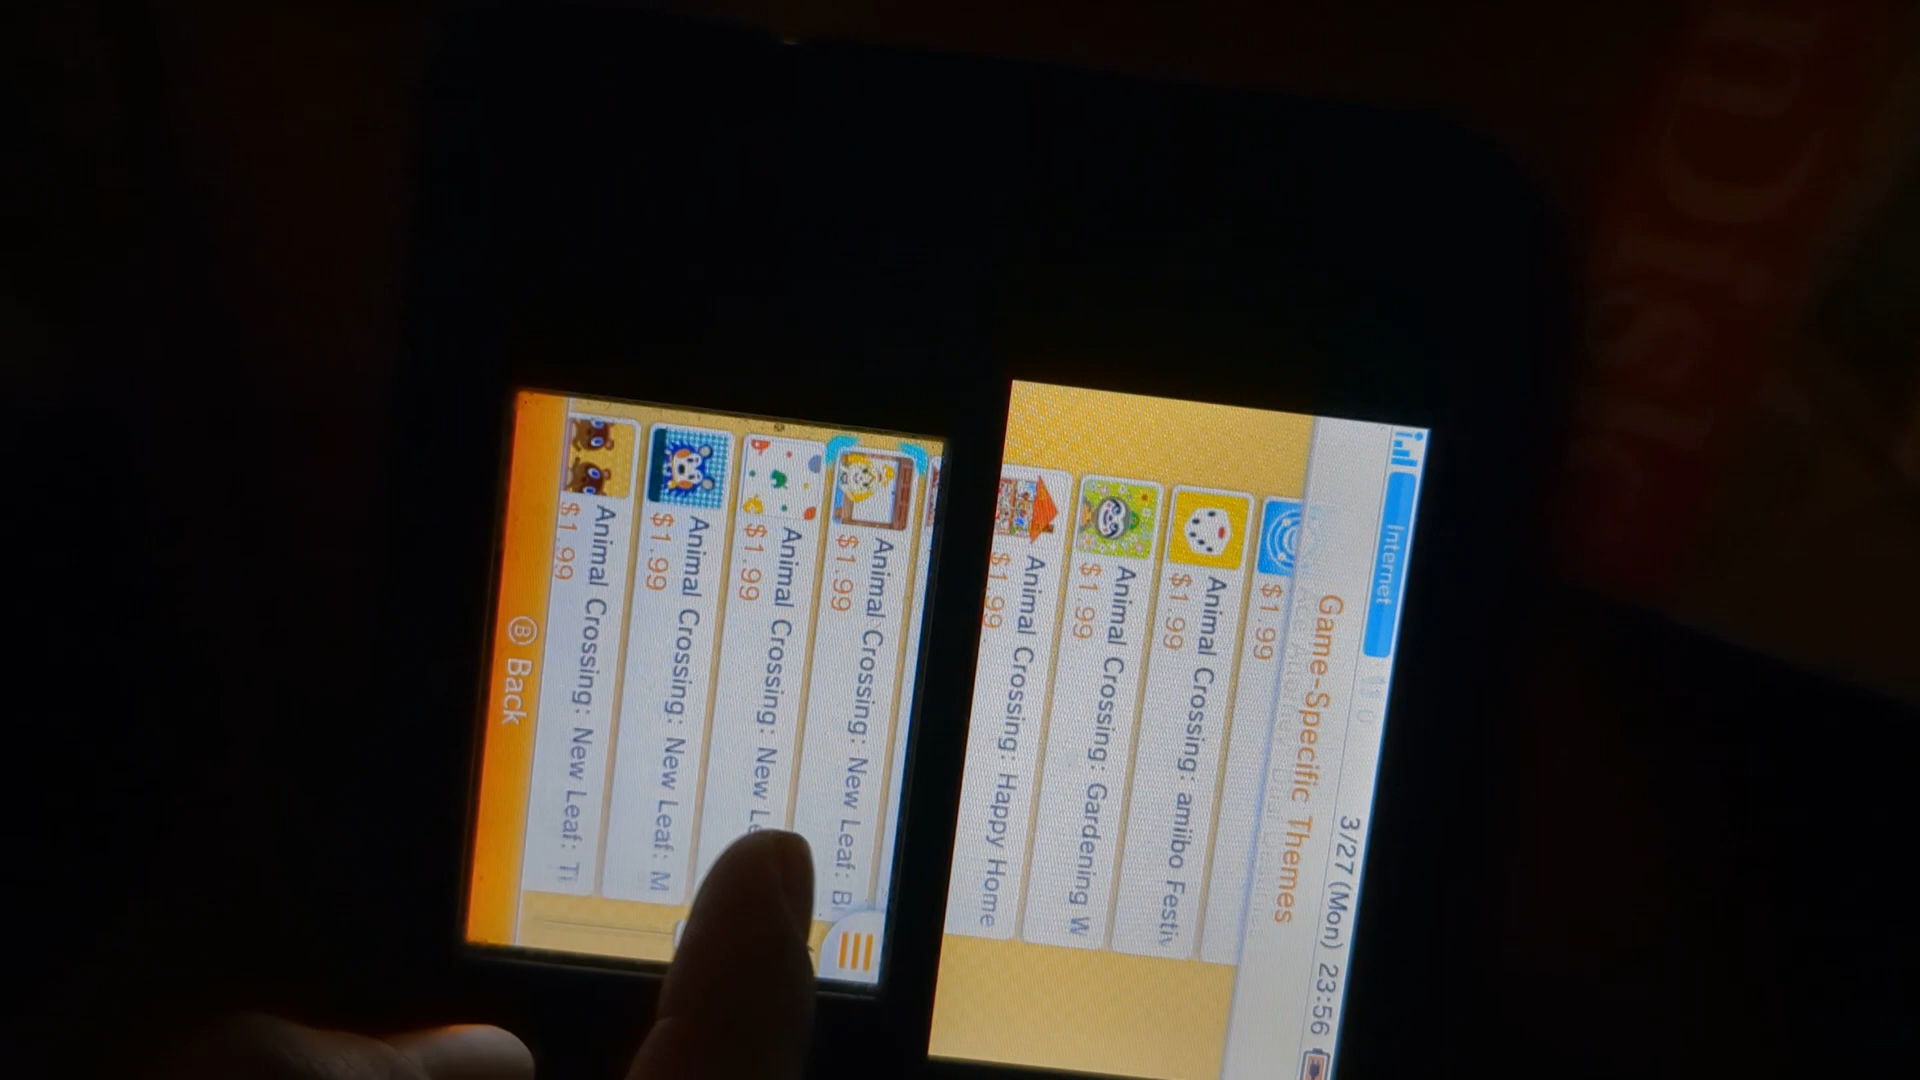 Internet
3/27 (Mon) 23:56
Game-Specific Themes
$1.99
Animal Crossing: amiibo Festiv
$1.99
Animal Crossing: Gardening W
$1.99
Animal Crossing: Happy Home
$1.99
Animal Crossing: New Leaf: B
$1.99
Animal Crossing: New Le
$1.99
Animal Crossing: New Leaf: M
$1.99
Animal Crossing: New Leaf: Ti
$1.99
B Back